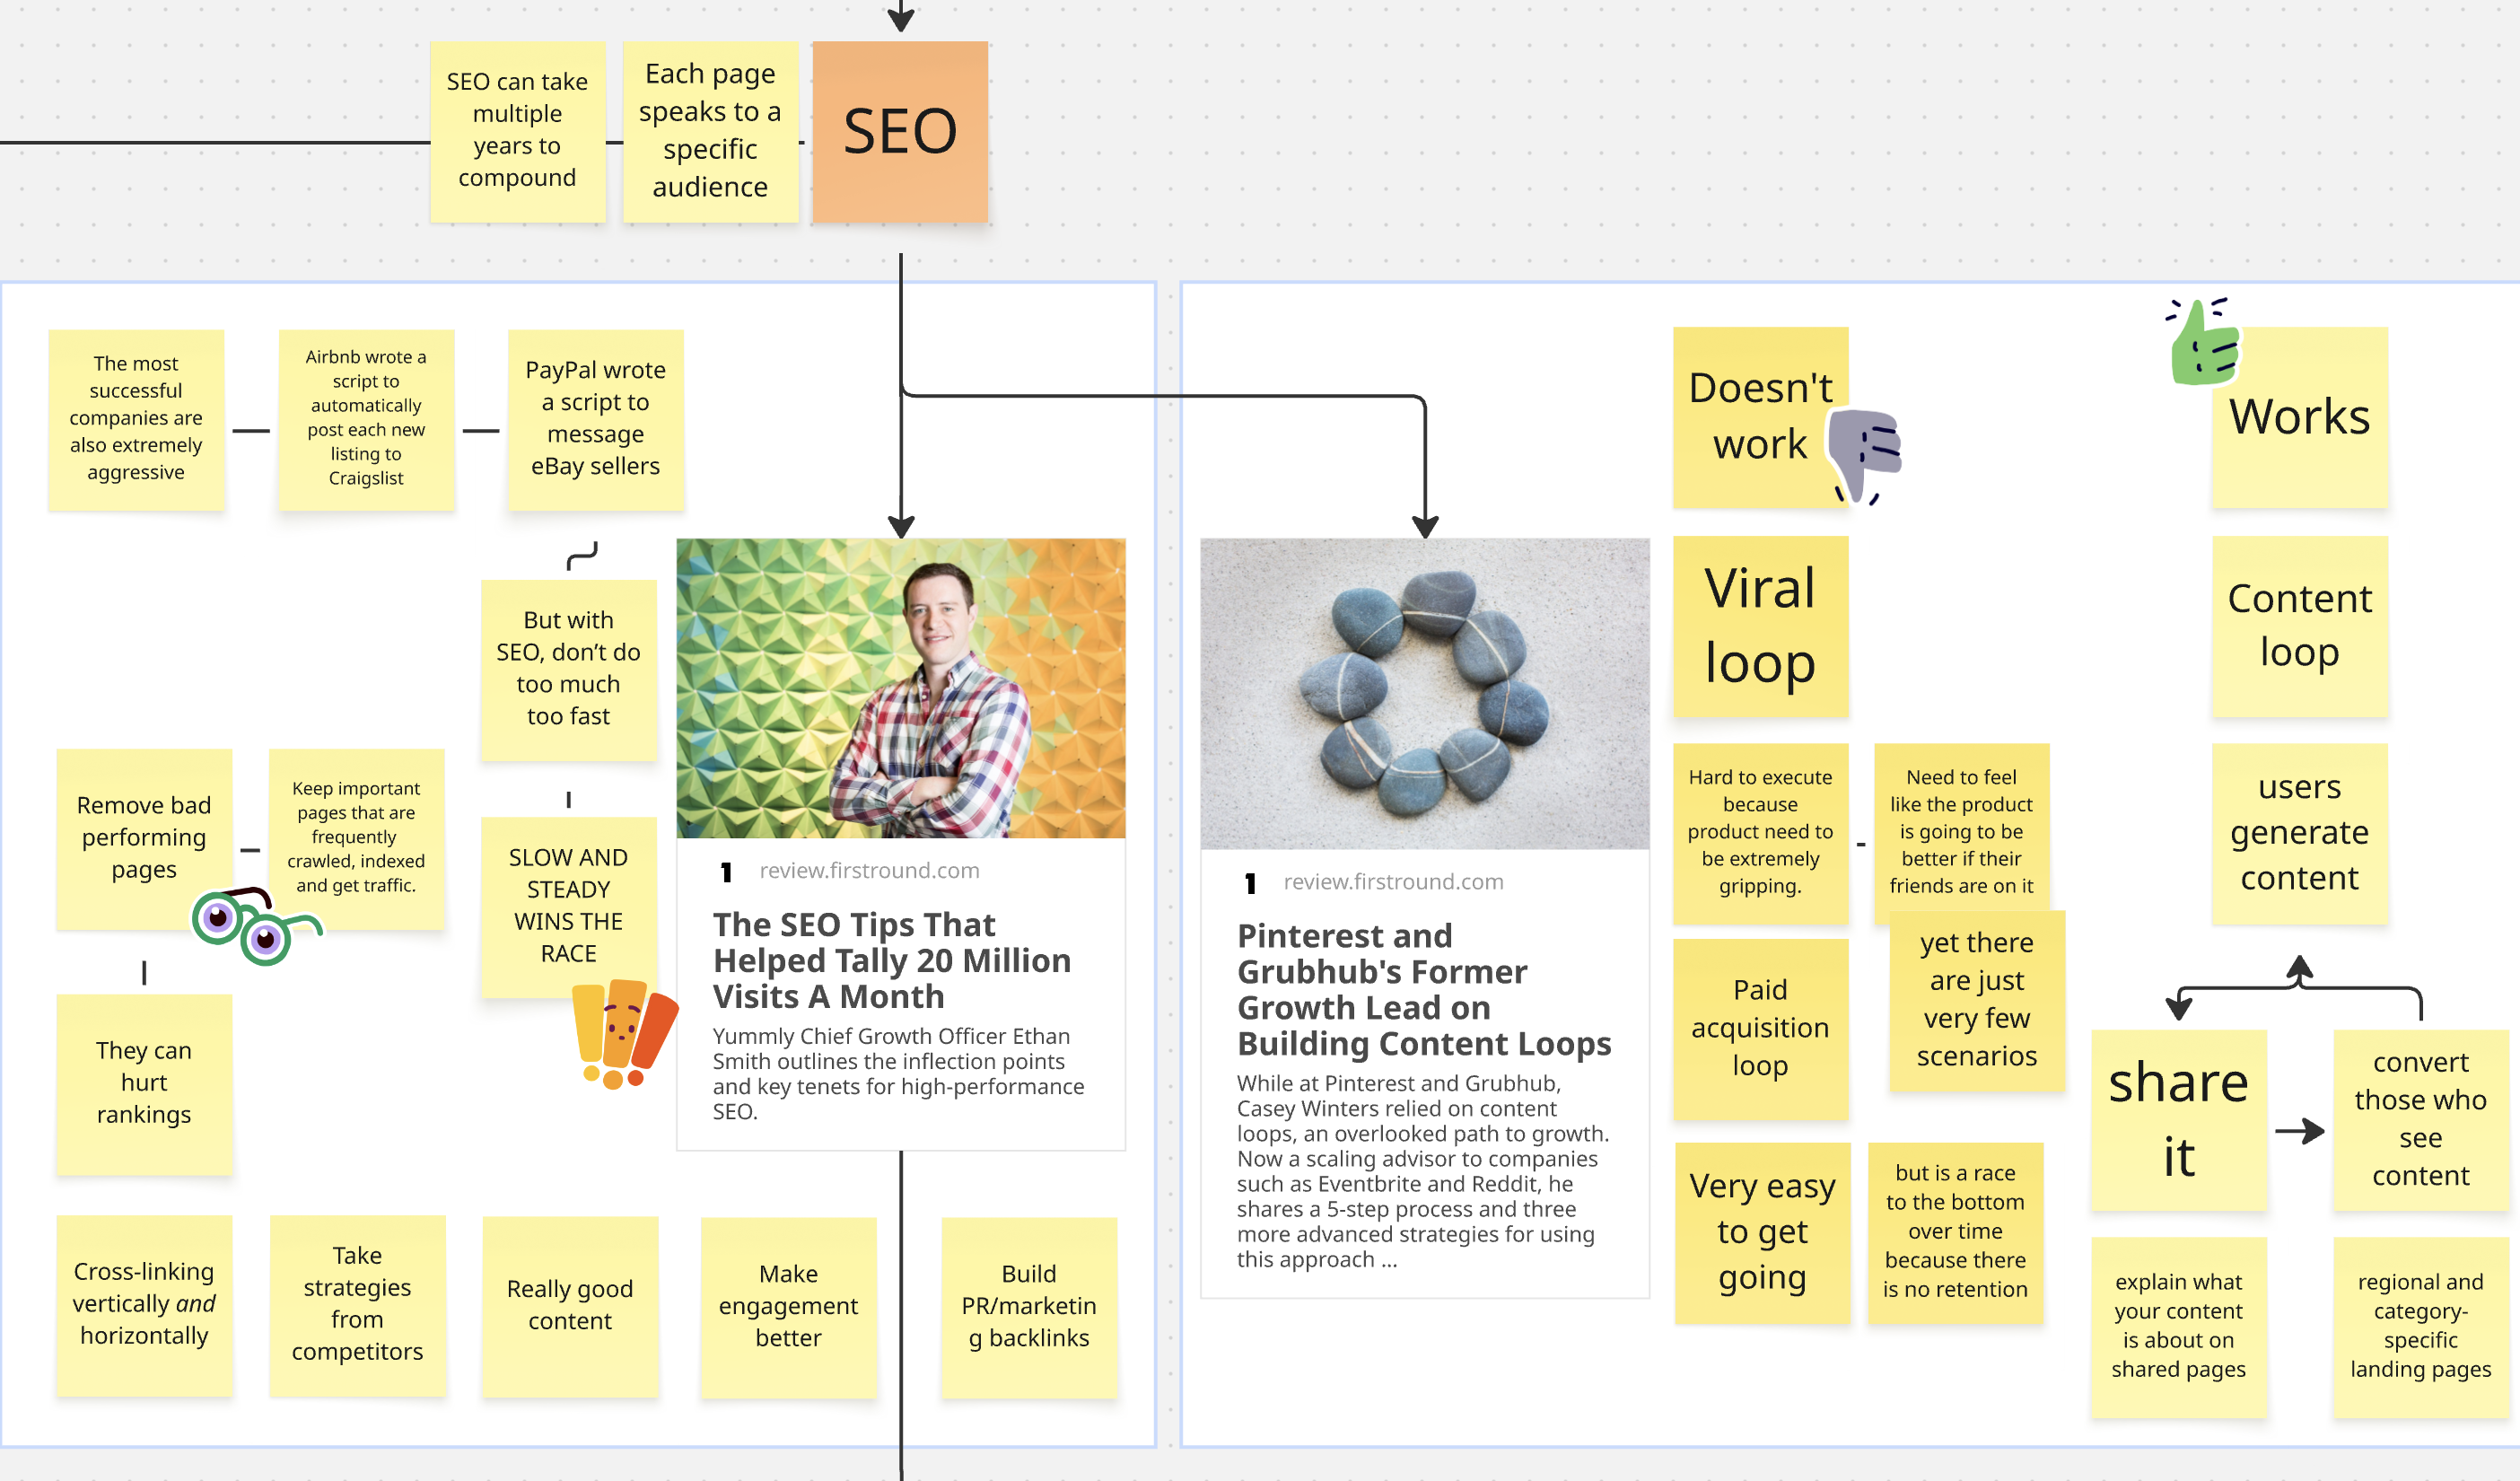 SEO can take
multiple
years to
compound
Each page
speaks to a
specific
audience
SEO
The most
successful
companies are
also extremely
aggressive
Airbnb wrote a
script to
automatically
post each new
listing to
Craigslist
PayPal wrote
a script to
message
eBay sellers
But with
SEO, don’t do
too much
too fast
SLOW AND
STEADY
WINS THE
RACE
Remove bad
performing
pages
Keep important
pages that are
frequently
crawled, indexed
and get traffic.
They can
hurt
rankings
1 review.firstround.com
The SEO Tips That
Helped Tally 20 Million
Visits A Month
Yummly Chief Growth Officer Ethan
Smith outlines the inflection points
and key tenets for high-performance
SEO.
Cross-linking
vertically and
horizontally
Take
strategies
from
competitors
Really good
content
Make
engagement
better
Build
PR/marketin
g backlinks
1 review.firstround.com
Pinterest and
Grubhub's Former
Growth Lead on
Building Content Loops
While at Pinterest and Grubhub,
Casey Winters relied on content
loops, an overlooked path to growth.
Now a scaling advisor to companies
such as Eventbrite and Reddit, he
shares a 5-step process and three
more advanced strategies for using
this approach ...
Doesn't
work
Viral
loop
Hard to execute
because
product need to
be extremely
gripping.
Need to feel
like the product
is going to be
better if their
friends are on it
yet there
are just
very few
scenarios
Paid
acquisition
loop
Very easy
to get
going
but is a race
to the bottom
over time
because there
is no retention
Works
Content
loop
users
generate
content
share
it
convert
those who
see
content
explain what
your content
is about on
shared pages
regional and
category-
specific
landing pages